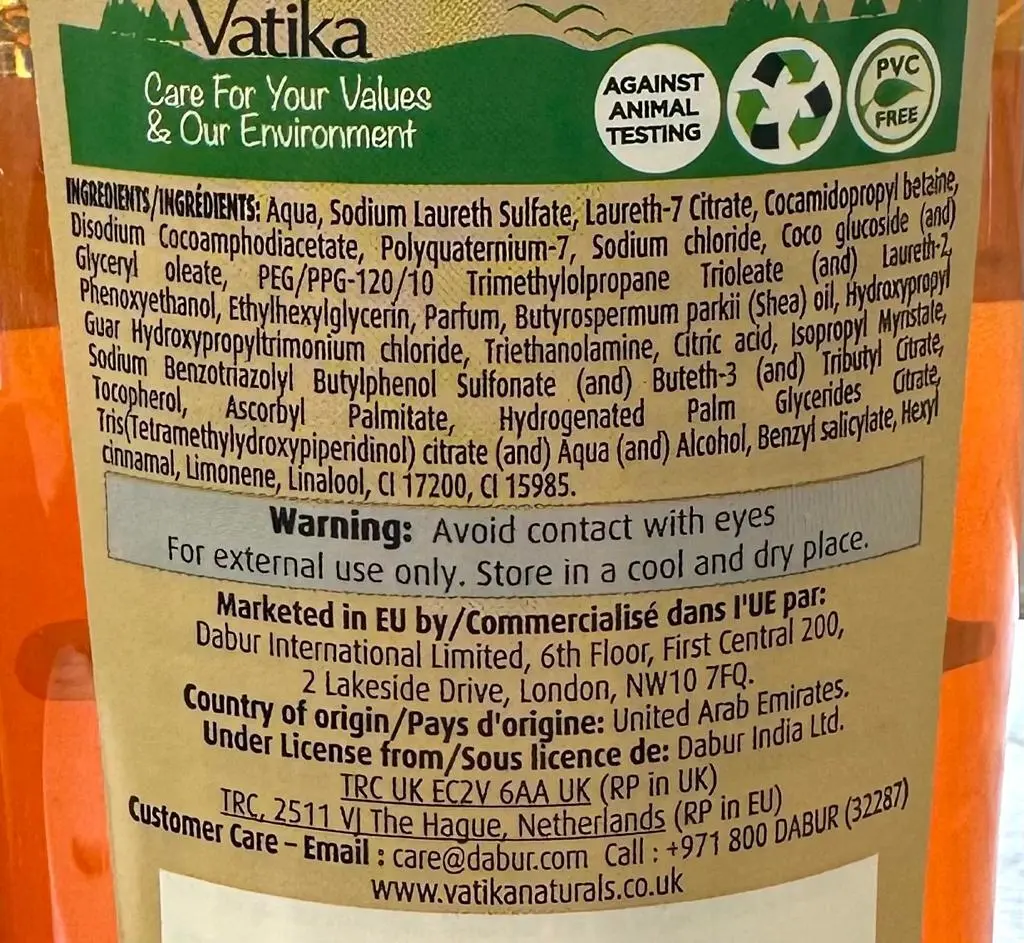 Vatika
Care For Your Values
& Our Environment
AGAINST
ANIMAL
TESTING
PVC
FREE
INGREDIENTS/INGRÉDIENTS: Aqua, Sodium Laureth Sulfate, Laureth-7 Citrate, Cocamidopropyl betaine,
Disodium Cocoamphodiacetate, Polyquaternium-7, Sodium chloride, Coco glucoside (and)
Glyceryl oleate, PEG/PPG-120/10 Trimethylolpropane Trioleate (and) Laureth-2,
Phenoxyethanol, Ethylhexylglycerin, Parfum, Butyrospermum parkii (Shea) oil, Hydroxypropyl
Guar Hydroxypropyltrimonium chloride, Triethanolamine, Citric acid, Isopropyl Myristate,
Sodium Benzotriazolyl Butylphenol Sulfonate (and) Buteth-3 (and) Tributyl Citrate,
Tocopherol, Ascorbyl Palmitate, Hydrogenated Palm Glycerides Citrate,
Tris(Tetramethylydroxypiperidinol) citrate (and) Aqua (and) Alcohol, Benzyl salicylate, Hexyl
cinnamal, Limonene, Linalool, CI 17200, CI 15985.
Warning: Avoid contact with eyes
For external use only. Store in a cool and dry place.
Marketed in EU by/Commercialisé dans l'UE par:
Dabur International Limited, 6th Floor, First Central 200,
2 Lakeside Drive, London, NW10 7FQ.
Country of origin/Pays d'origine: United Arab Emirates.
Under License from/Sous licence de: Dabur India Ltd.
TRC UK EC2V 6AA UK (RP in UK)
TRC, 2511 VJ The Hague, Netherlands (RP in EU)
Customer Care – Email : care@dabur.com Call : +971 800 DABUR (32287)
www.vatikanaturals.co.uk